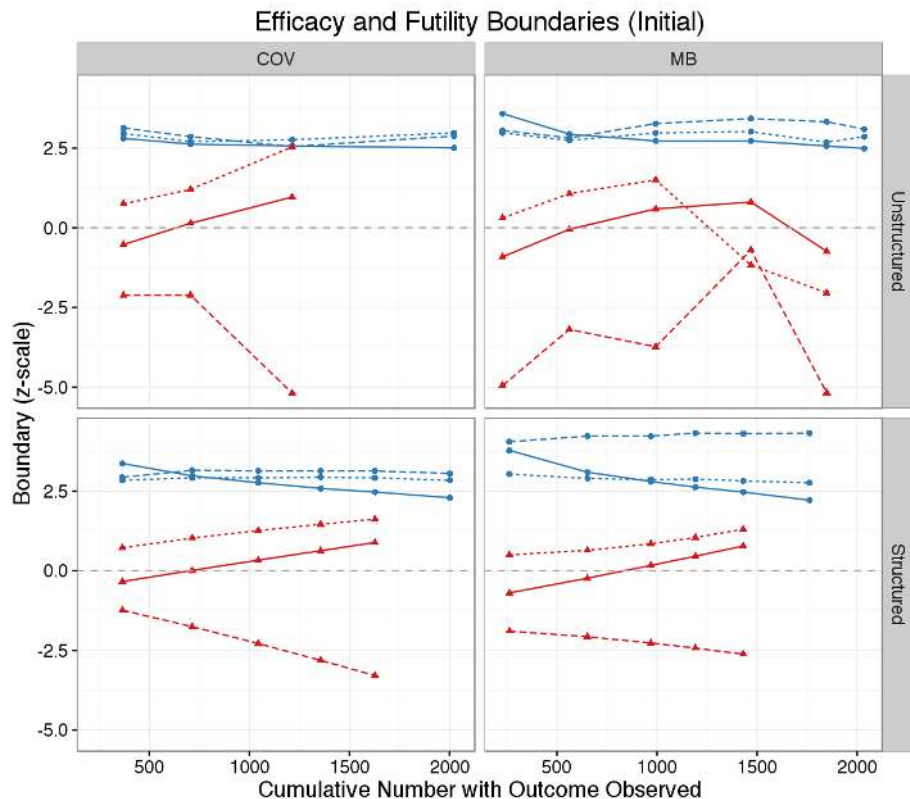 Efficacy and Futility Boundaries (Initial)
COV
MB
2.5
0.0
-2.5
-5.0
Unstructured
2.5
0.0
-2.5
-5.0
Structured
Boundary (z-scale)
500
1000
1500
2000
500
1000
1500
2000
Cumulative Number with Outcome Observed